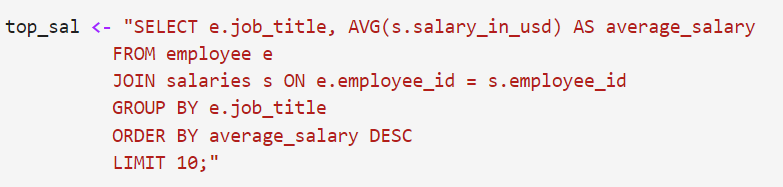 top_sal <- "SELECT e.job_title, AVG(s.salary_in_usd) AS average_salary
FROM employee e
JOIN salaries s ON e.employee_id = s.employee_id
GROUP BY e.job_title
ORDER BY average_salary DESC
LIMIT 10;"